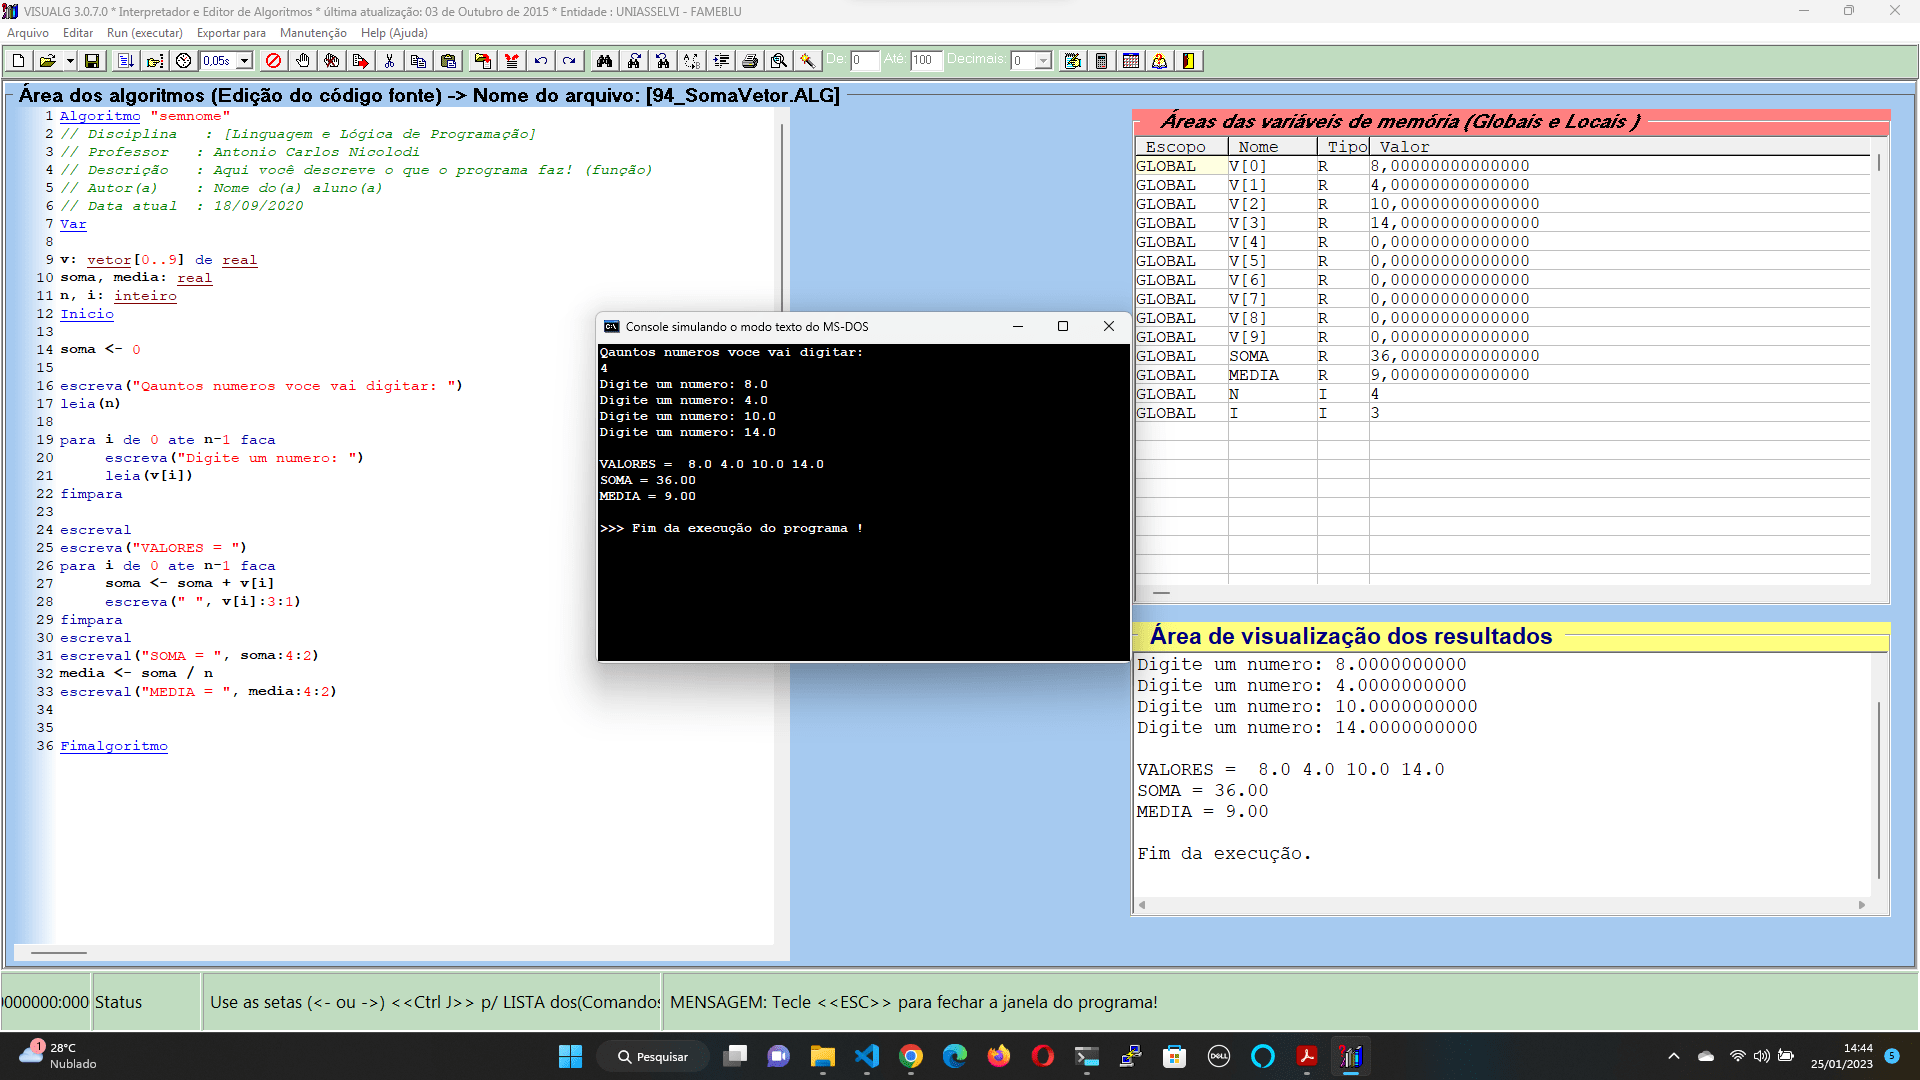 VISUALG 3.0.7.0 * Interpretador e Editor de Algoritmos * última atualização: 03 de Outubro de 2015 * Entidade : UNIASSELVI - FAMEBLU
Arquivo Editar Run (executar) Exportar para Manutenção Help (Ajuda)
0,05s De: 0 Até: 100 Decimais: 0
Área dos algoritmos (Edição do código fonte) -> Nome do arquivo: [94_SomaVetor.ALG]
1 Algoritmo "semnome"
2 // Disciplina : [Linguagem e Lógica de Programação]
3 // Professor : Antonio Carlos Nicolodi
4 // Descrição : Aqui você descreve o que o programa faz! (função)
5 // Autor(a) : Nome do(a) aluno(a)
6 // Data atual : 18/09/2020
7 Var
8
9 v: vetor[0..9] de real
10 soma, media: real
11 n, i: inteiro
12 Inicio
13
14 soma <- 0
15
16 escreva("Qauntos numeros voce vai digitar: ")
17 leia(n)
18
19 para i de 0 ate n-1 faca
20 escreva("Digite um numero: ")
21 leia(v[i])
22 fimpara
23
24 escreval
25 escreva("VALORES = ")
26 para i de 0 ate n-1 faca
27 soma <- soma + v[i]
28 escreva(" ", v[i]:3:1)
29 fimpara
30 escreval
31 escreval("SOMA = ", soma:4:2)
32 media <- soma / n
33 escreval("MEDIA = ", media:4:2)
34
35
36 Fimalgoritmo
Console simulando o modo texto do MS-DOS
Qauntos numeros voce vai digitar:
4
Digite um numero: 8.0
Digite um numero: 4.0
Digite um numero: 10.0
Digite um numero: 14.0
VALORES =  8.0 4.0 10.0 14.0
SOMA = 36.00
MEDIA = 9.00
>>> Fim da execução do programa !
Áreas das variáveis de memória (Globais e Locais )
Escopo Nome Tipo Valor
GLOBAL V[0] R 8,00000000000000
GLOBAL V[1] R 4,00000000000000
GLOBAL V[2] R 10,00000000000000
GLOBAL V[3] R 14,00000000000000
GLOBAL V[4] R 0,00000000000000
GLOBAL V[5] R 0,00000000000000
GLOBAL V[6] R 0,00000000000000
GLOBAL V[7] R 0,00000000000000
GLOBAL V[8] R 0,00000000000000
GLOBAL V[9] R 0,00000000000000
GLOBAL SOMA R 36,00000000000000
GLOBAL MEDIA R 9,00000000000000
GLOBAL N I 4
GLOBAL I I 3
Área de visualização dos resultados
Digite um numero: 8.0000000000
Digite um numero: 4.0000000000
Digite um numero: 10.0000000000
Digite um numero: 14.0000000000
VALORES =  8.0 4.0 10.0 14.0
SOMA = 36.00
MEDIA = 9.00
Fim da execução.
0000000:000 Status Use as setas (<- ou ->) <<Ctrl J>> p/ LISTA dos(Comandos MENSAGEM: Tecle <<ESC>> para fechar a janela do programa!
1 28°C
Nublado
Pesquisar
DELL
14:44
25/01/2023
5